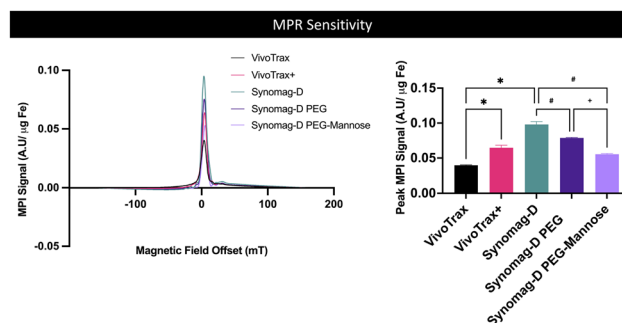 MPR Sensitivity
MPI Signal (A.U/ µg Fe)
0.10
0.05
0.00
-0.05
-100
100
200
Magnetic Field Offset (mT)
VivoTrax
VivoTrax+
Synomag-D
Synomag-D PEG
Synomag-D PEG-Mannose
Peak MPI Signal (A.U/ µg Fe)
0.15
0.10
0.05
0.00
*
*
#
#
+
VivoTrax
VivoTrax+
Synomag-D
Synomag-D PEG
Synomag-D PEG-Mannose